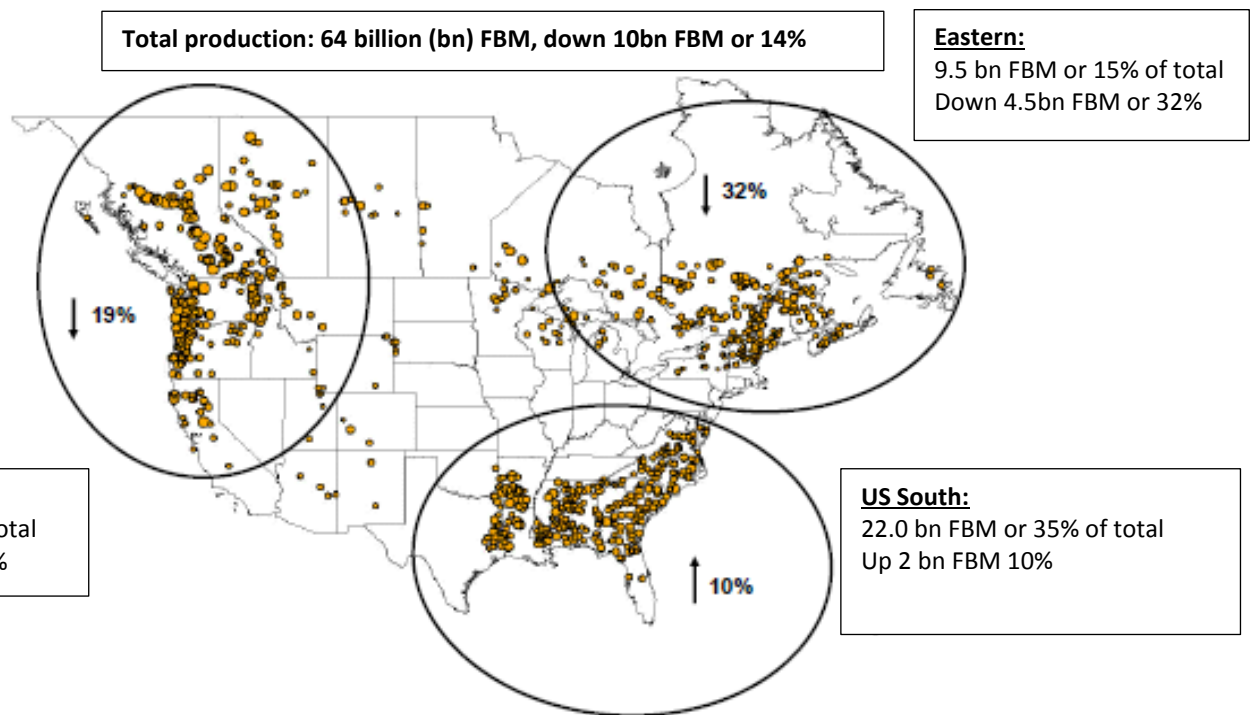 Total production: 64 billion (bn) FBM, down 10bn FBM or 14%
Eastern:
9.5 bn FBM or 15% of total
Down 4.5bn FBM or 32%
32%
19%
otal
%
US South:
22.0 bn FBM or 35% of total
Up 2 bn FBM 10%
10%